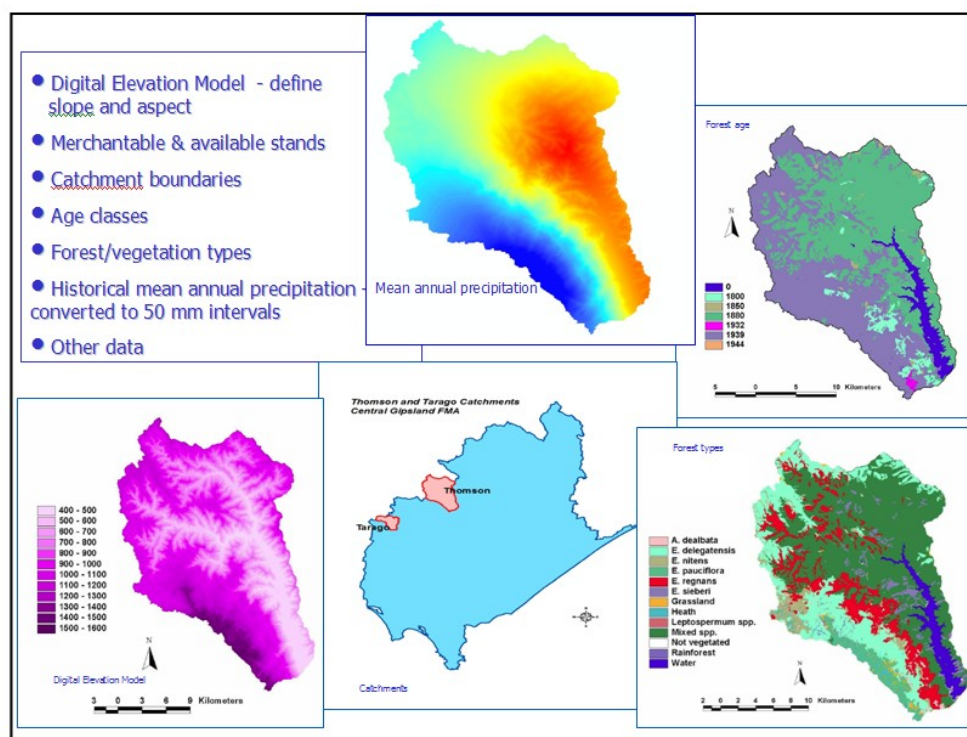 ● Digital Elevation Model - define
slope and aspect
● Merchantable & available stands
● Catchment boundaries
● Age classes
● Forest/vegetation types
● Historical mean annual precipitation -
converted to 50 mm intervals
● Other data
Mean annual precipitation
Forest age
N
0
1800
1850
1880
1932
1939
1944
5 0 5 10 Kilometers
400 - 500
500 - 600
600 - 700
700 - 800
800 - 900
900 - 1000
1000 - 1100
1100 - 1200
1200 - 1300
1300 - 1400
1400 - 1500
1500 - 1600
N
Digital Elevation Model
3 0 3 6 9 Kilometers
Thomson and Tarago Catchments
Central Gipsland FMA
Thomson
Tarago
Catchments
Forest types
A. dealbata
E. delegatensis
E. nitens
E. pauciflora
E. regnans
E. sieberi
Grassland
Heath
Leptospermum spp.
Mixed spp.
Not vegetated
Rainforest
Water
N
2 0 2 4 6 8 10 Kilometers